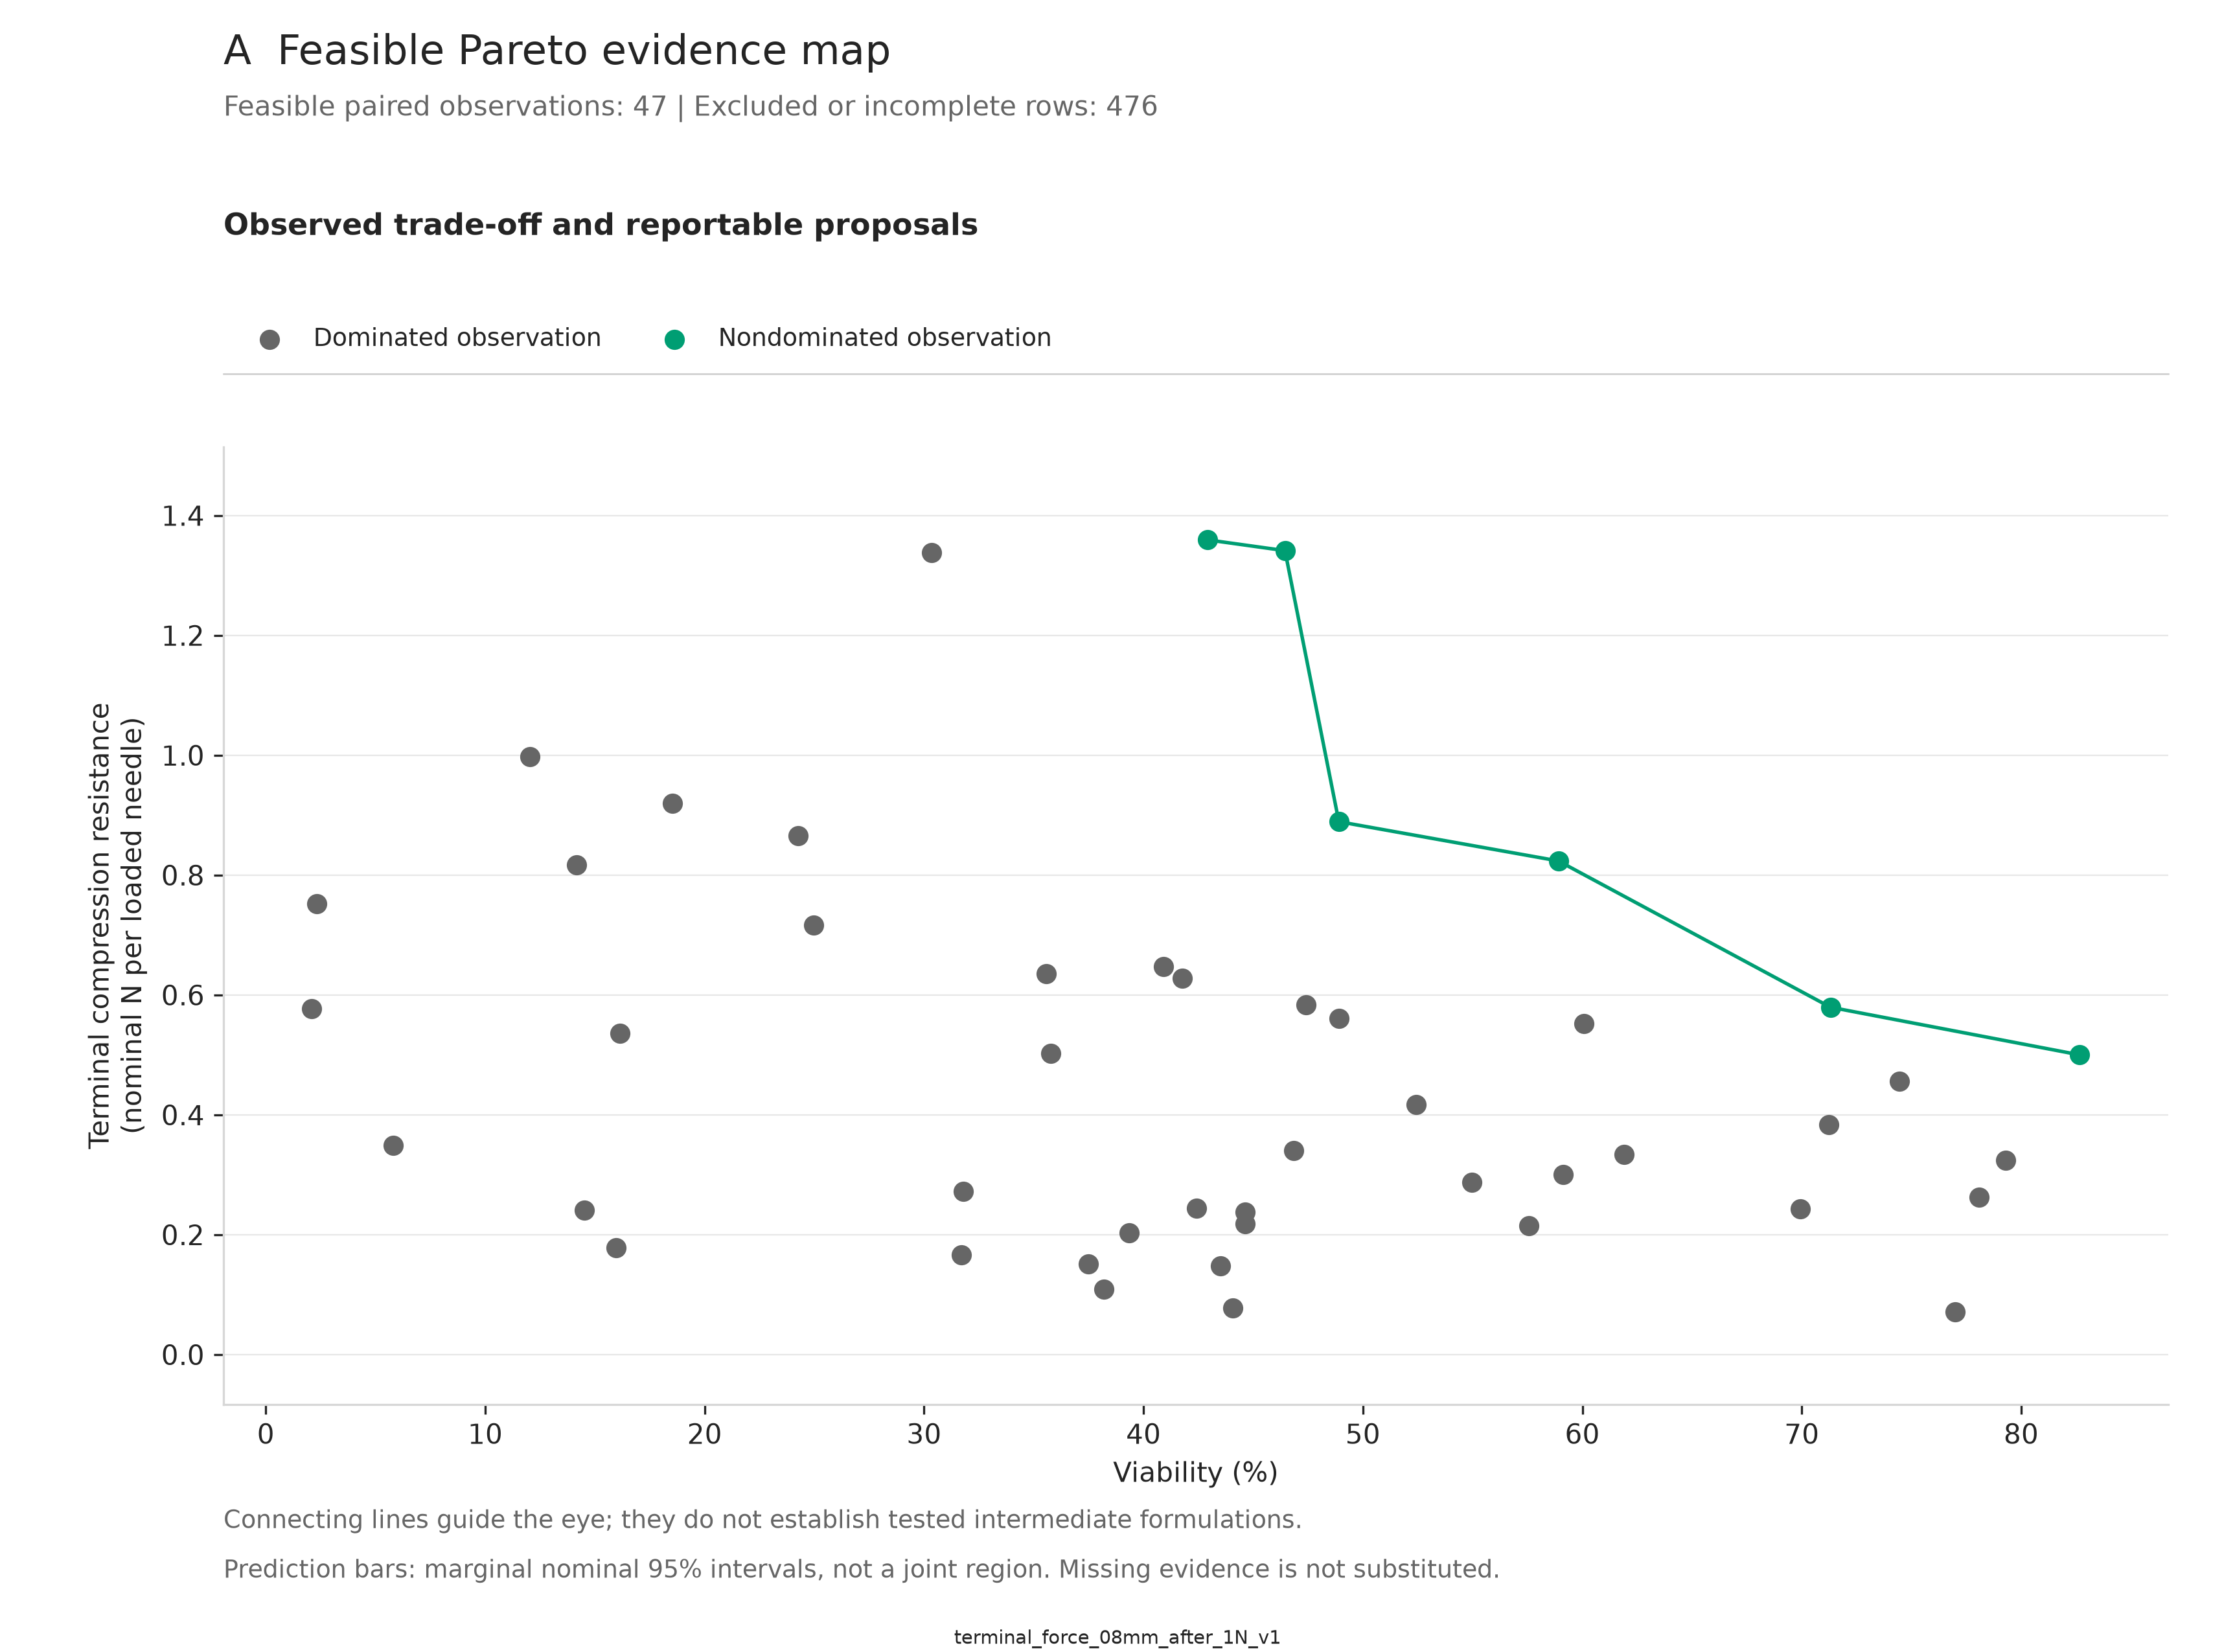 A  Feasible Pareto evidence map
Feasible paired observations: 47 | Excluded or incomplete rows: 476
Observed trade-off and reportable proposals
Dominated observation
Nondominated observation
Terminal compression resistance
(nominal N per loaded needle)
1.4
1.2
1.0
0.8
0.6
0.4
0.2
0.0
0 10 20 30 40 50 60 70 80
Viability (%)
Connecting lines guide the eye; they do not establish tested intermediate formulations.
Prediction bars: marginal nominal 95% intervals, not a joint region. Missing evidence is not substituted.
terminal_force_08mm_after_1N_v1